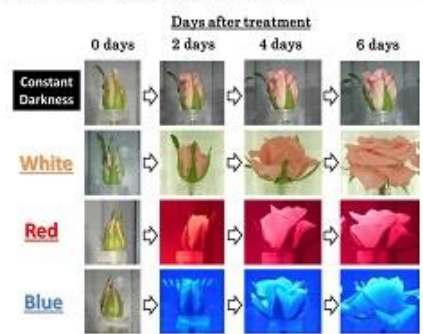 Days after treatment
0 days 2 days 4 days 6 days
Constant
Darkness
White
Red
Blue